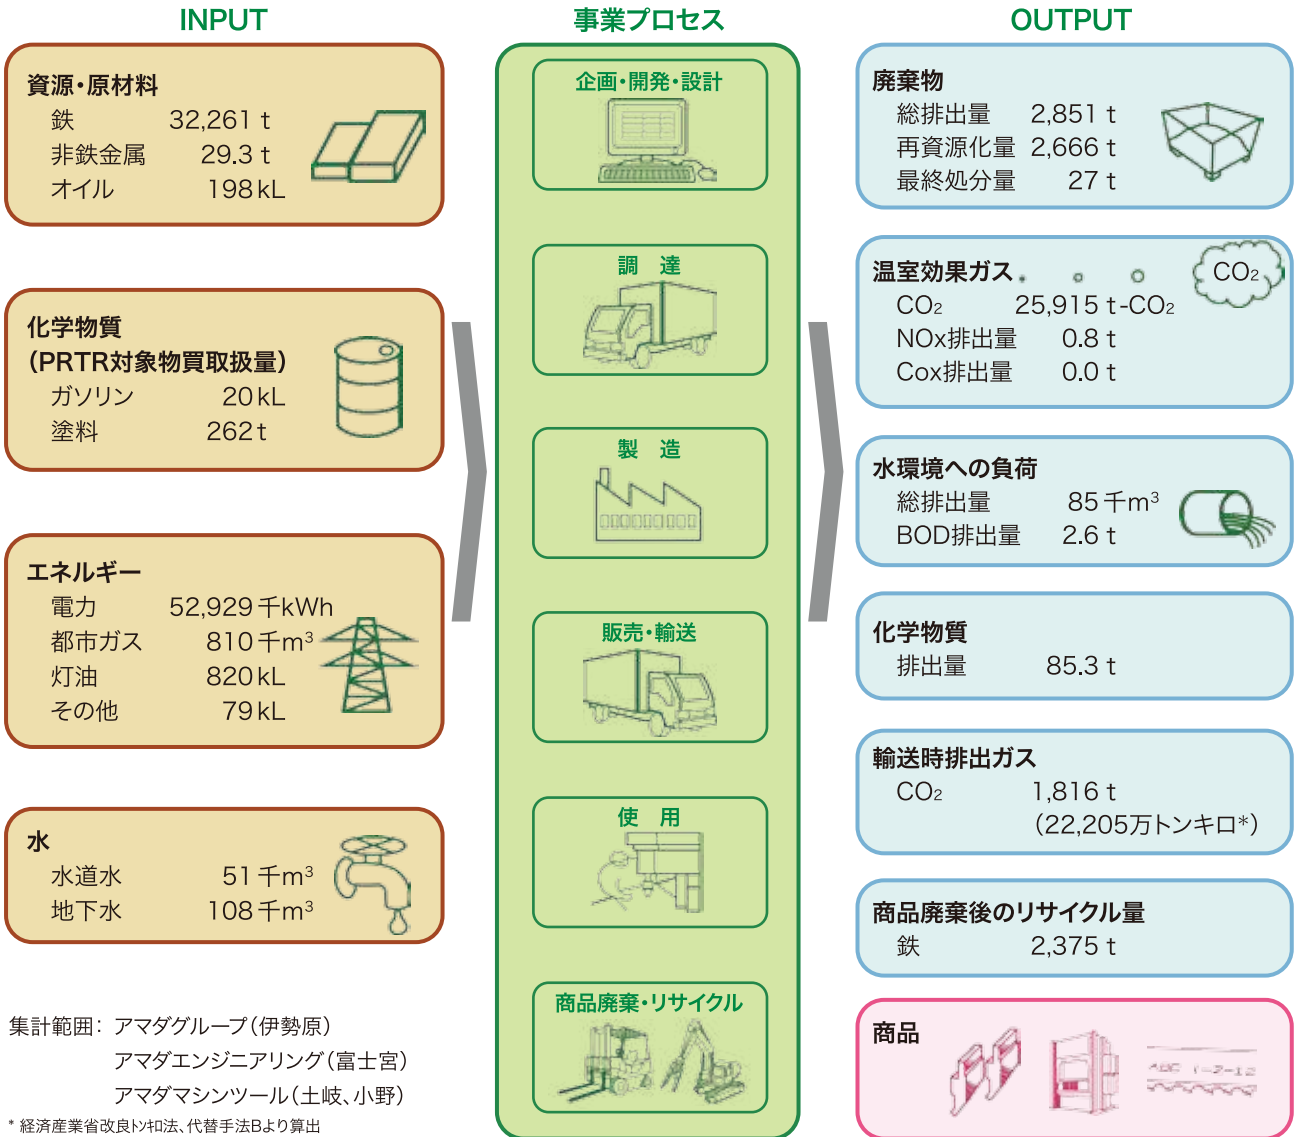 INPUT
資源・原材料
鉄 32,261 t
非鉄金属 29.3 t
オイル 198 kL
化学物質
（PRTR対象物買取扱量）
ガソリン 20 kL
塗料 262 t
エネルギー
電力 52,929 千kWh
都市ガス 810 千m³
灯油 820 kL
その他 79 kL
水
水道水 51 千m³
地下水 108 千m³
集計範囲： アマダグループ（伊勢原）
アマダエンジニアリング（富士宮）
アマダマシンツール（土岐、小野）
* 経済産業省改良トンキロ法、代替手法Bより算出
事業プロセス
企画・開発・設計
調 達
製 造
販売・輸送
使 用
商品廃棄・リサイクル
OUTPUT
廃棄物
総排出量 2,851 t
再資源化量 2,666 t
最終処分量 27 t
温室効果ガス
CO₂
CO₂ 25,915 t-CO₂
NOx排出量 0.8 t
Cox排出量 0.0 t
水環境への負荷
総排出量 85 千m³
BOD排出量 2.6 t
化学物質
排出量 85.3 t
輸送時排出ガス
CO₂ 1,816 t
（22,205万トンキロ*）
商品廃棄後のリサイクル量
鉄 2,375 t
商品